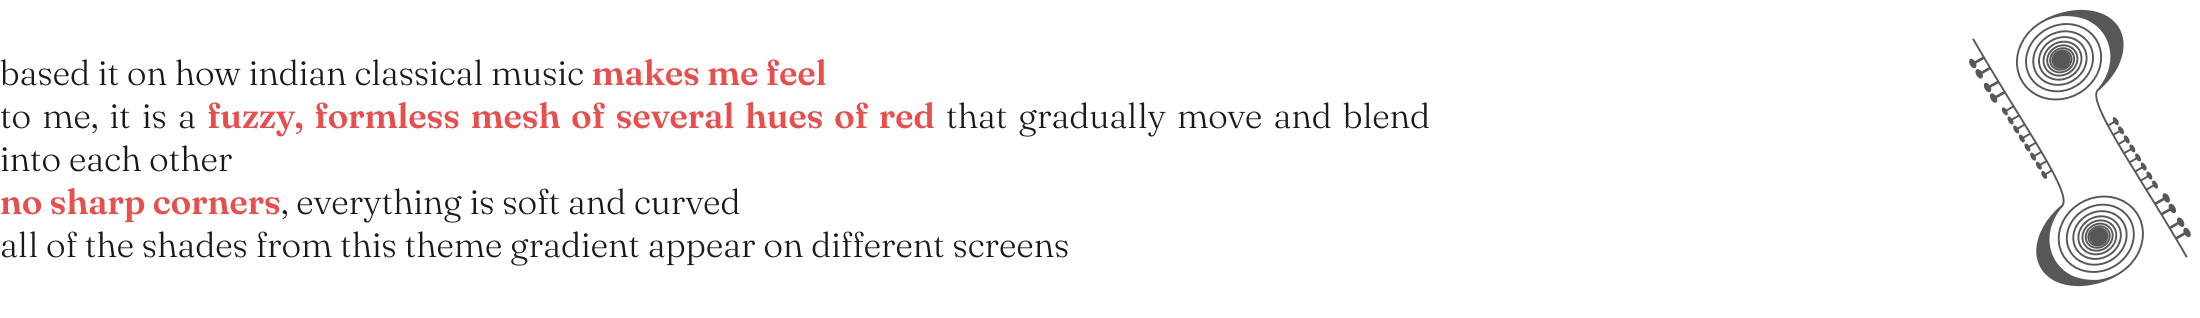 based it on how indian classical music makes me feel
to me, it is a fuzzy, formless mesh of several hues of red that gradually move and blend
into each other
no sharp corners, everything is soft and curved
all of the shades from this theme gradient appear on different screens